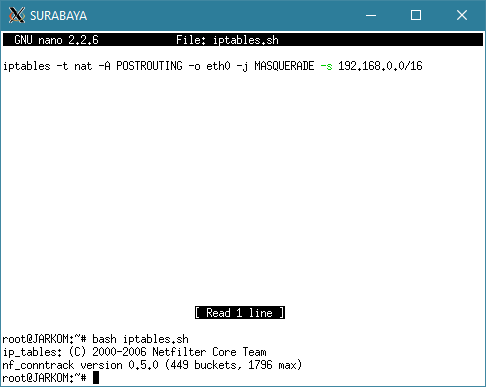 SURABAYA
GNU nano 2.2.6 File: iptables.sh
iptables -t nat -A POSTROUTING -o eth0 -j MASQUERADE -s 192.168.0.0/16
[ Read 1 line ]
root@JARKOM:~# bash iptables.sh
ip_tables: (C) 2000-2006 Netfilter Core Team
nf_conntrack version 0.5.0 (449 buckets, 1796 max)
root@JARKOM:~#